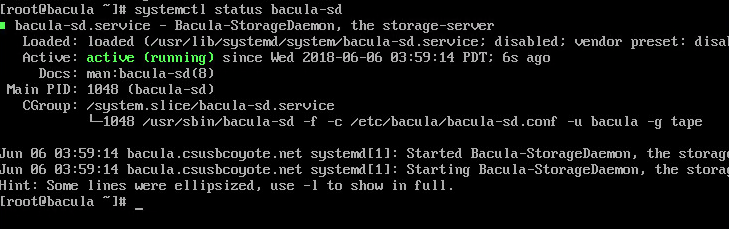 [root@bacula ~]# systemctl status bacula-sd
bacula-sd.service - Bacula-StorageDaemon, the storage-server
Loaded: loaded (/usr/lib/systemd/system/bacula-sd.service; disabled; vendor preset: disa
Active: active (running) since Wed 2018-06-06 03:59:14 PDT; 6s ago
Docs: man:bacula-sd(8)
Main PID: 1048 (bacula-sd)
CGroup: /system.slice/bacula-sd.service
└─1048 /usr/sbin/bacula-sd -f -c /etc/bacula/bacula-sd.conf -u bacula -g tape
Jun 06 03:59:14 bacula.csusbcoyote.net systemd[1]: Started Bacula-StorageDaemon, the storag
Jun 06 03:59:14 bacula.csusbcoyote.net systemd[1]: Starting Bacula-StorageDaemon, the stora
Hint: Some lines were ellipsized, use -l to show in full.
[root@bacula ~]# _